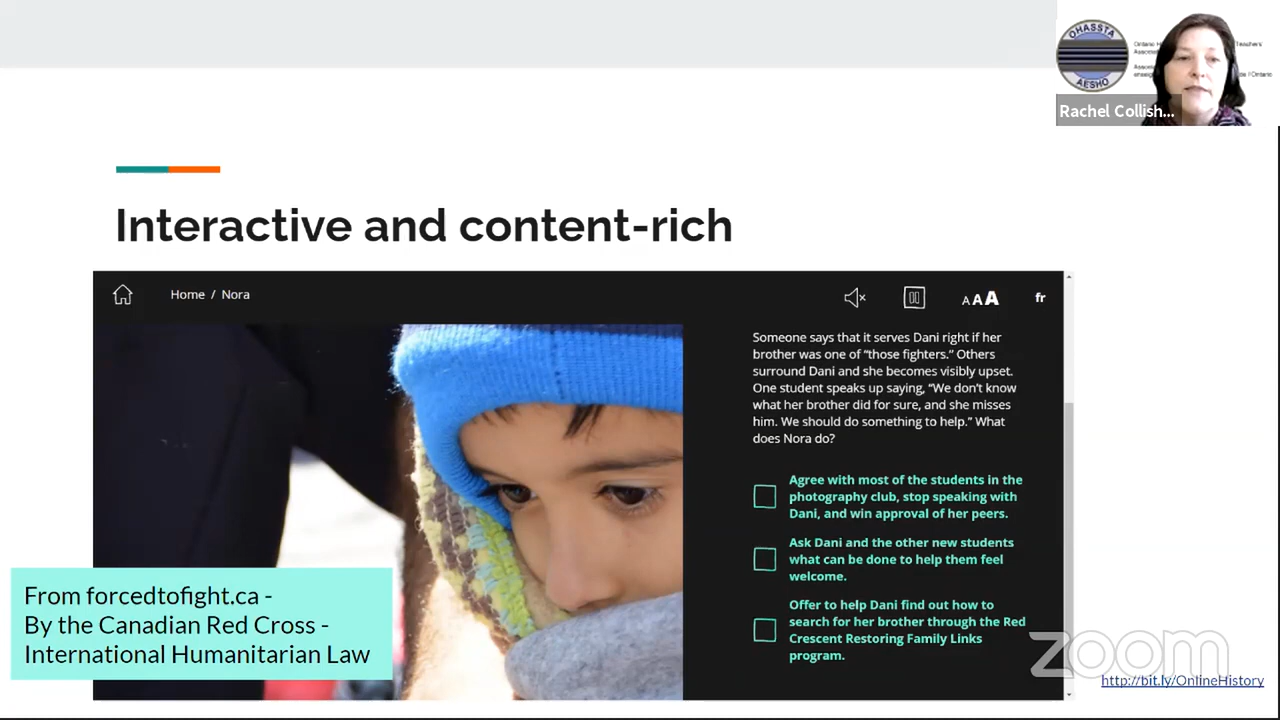 OHASSTA
AESHO
Ontario H
Teachers'
Associa
Assoc
enseig
de l'Ontario
Rachel Collish...
Interactive and content-rich
Home / Nora
A A A
fr
Someone says that it serves Dani right if her
brother was one of “those fighters.” Others
surround Dani and she becomes visibly upset.
One student speaks up saying, “We don’t know
what her brother did for sure, and she misses
him. We should do something to help.” What
does Nora do?
Agree with most of the students in the
photography club, stop speaking with
Dani, and win approval of her peers.
Ask Dani and the other new students
what can be done to help them feel
welcome.
Offer to help Dani find out how to
search for her brother through the Red
Crescent Restoring Family Links
program.
From forcedtofight.ca -
By the Canadian Red Cross -
International Humanitarian Law
zoom
http://bit.ly/OnlineHistory